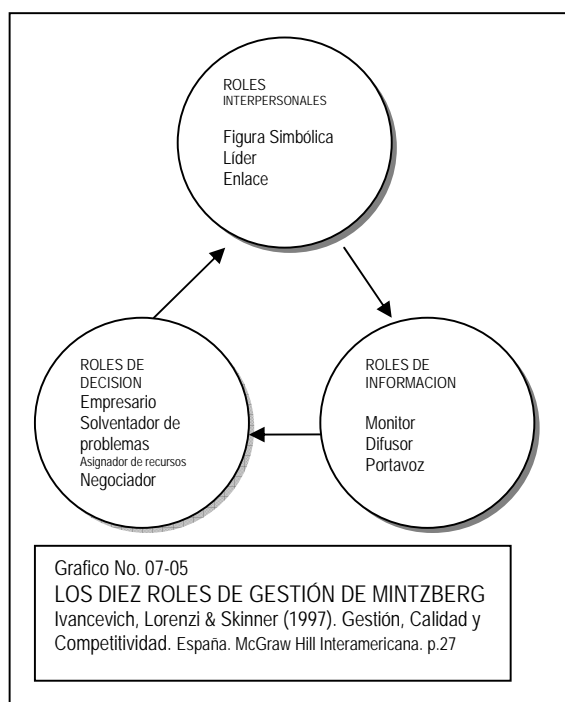 ROLES
INTERPERSONALES
Figura Simbólica
Líder
Enlace
ROLES DE
DECISION
Empresario
Solventador de
problemas
Asignador de recursos
Negociador
ROLES DE
INFORMACION
Monitor
Difusor
Portavoz
Grafico No. 07-05
LOS DIEZ ROLES DE GESTIÓN DE MINTZBERG
Ivancevich, Lorenzi & Skinner (1997). Gestión, Calidad y
Competitividad. España. McGraw Hill Interamericana. p.27